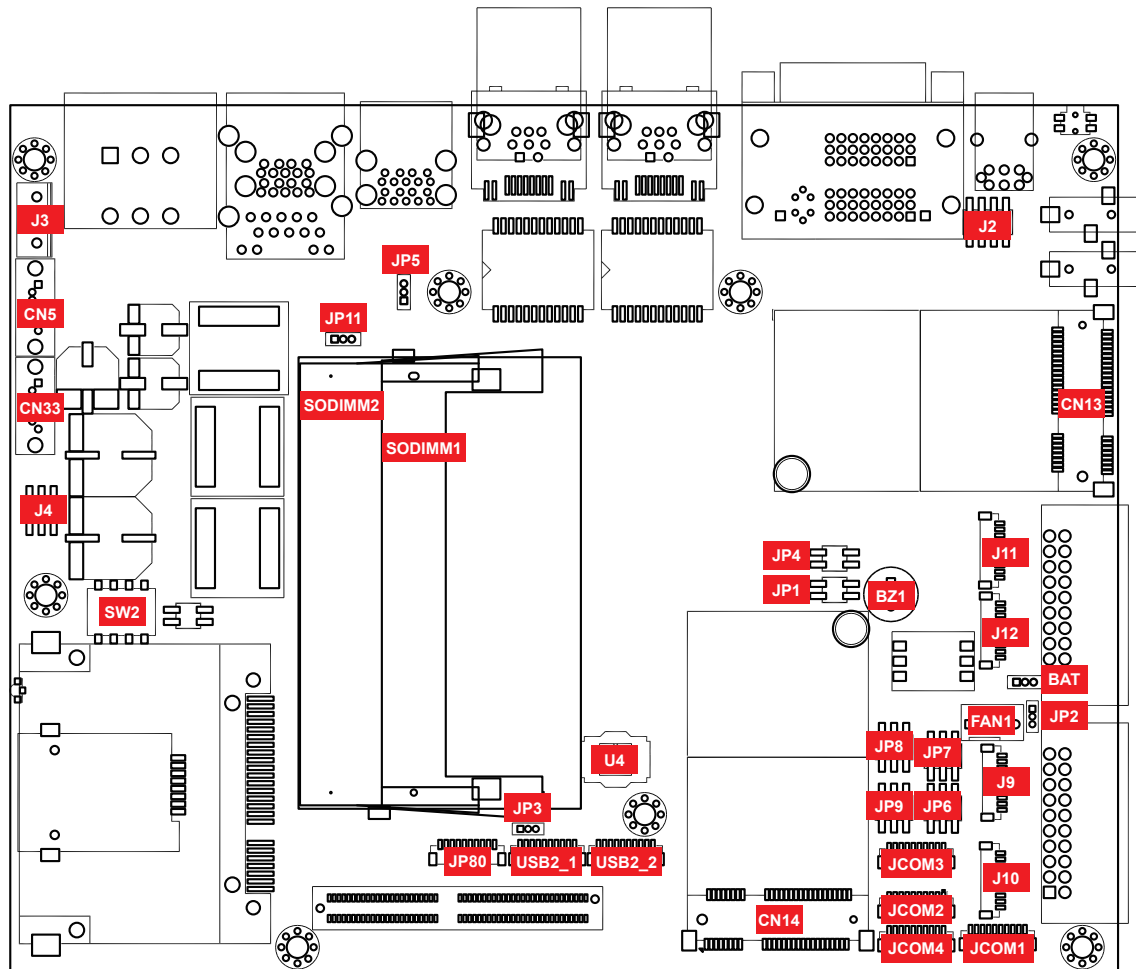 J3
J2
JP5
CN5
JP11
SODIMM2
CN33
CN13
SODIMM1
J4
JP4
J11
JP1
BZ1
SW2
J12
BAT
FAN1
JP2
JP8
JP7
U4
J9
JP3
JP9
JP6
JP80
USB2_1
USB2_2
JCOM3
J10
JCOM2
CN14
JCOM4
JCOM1